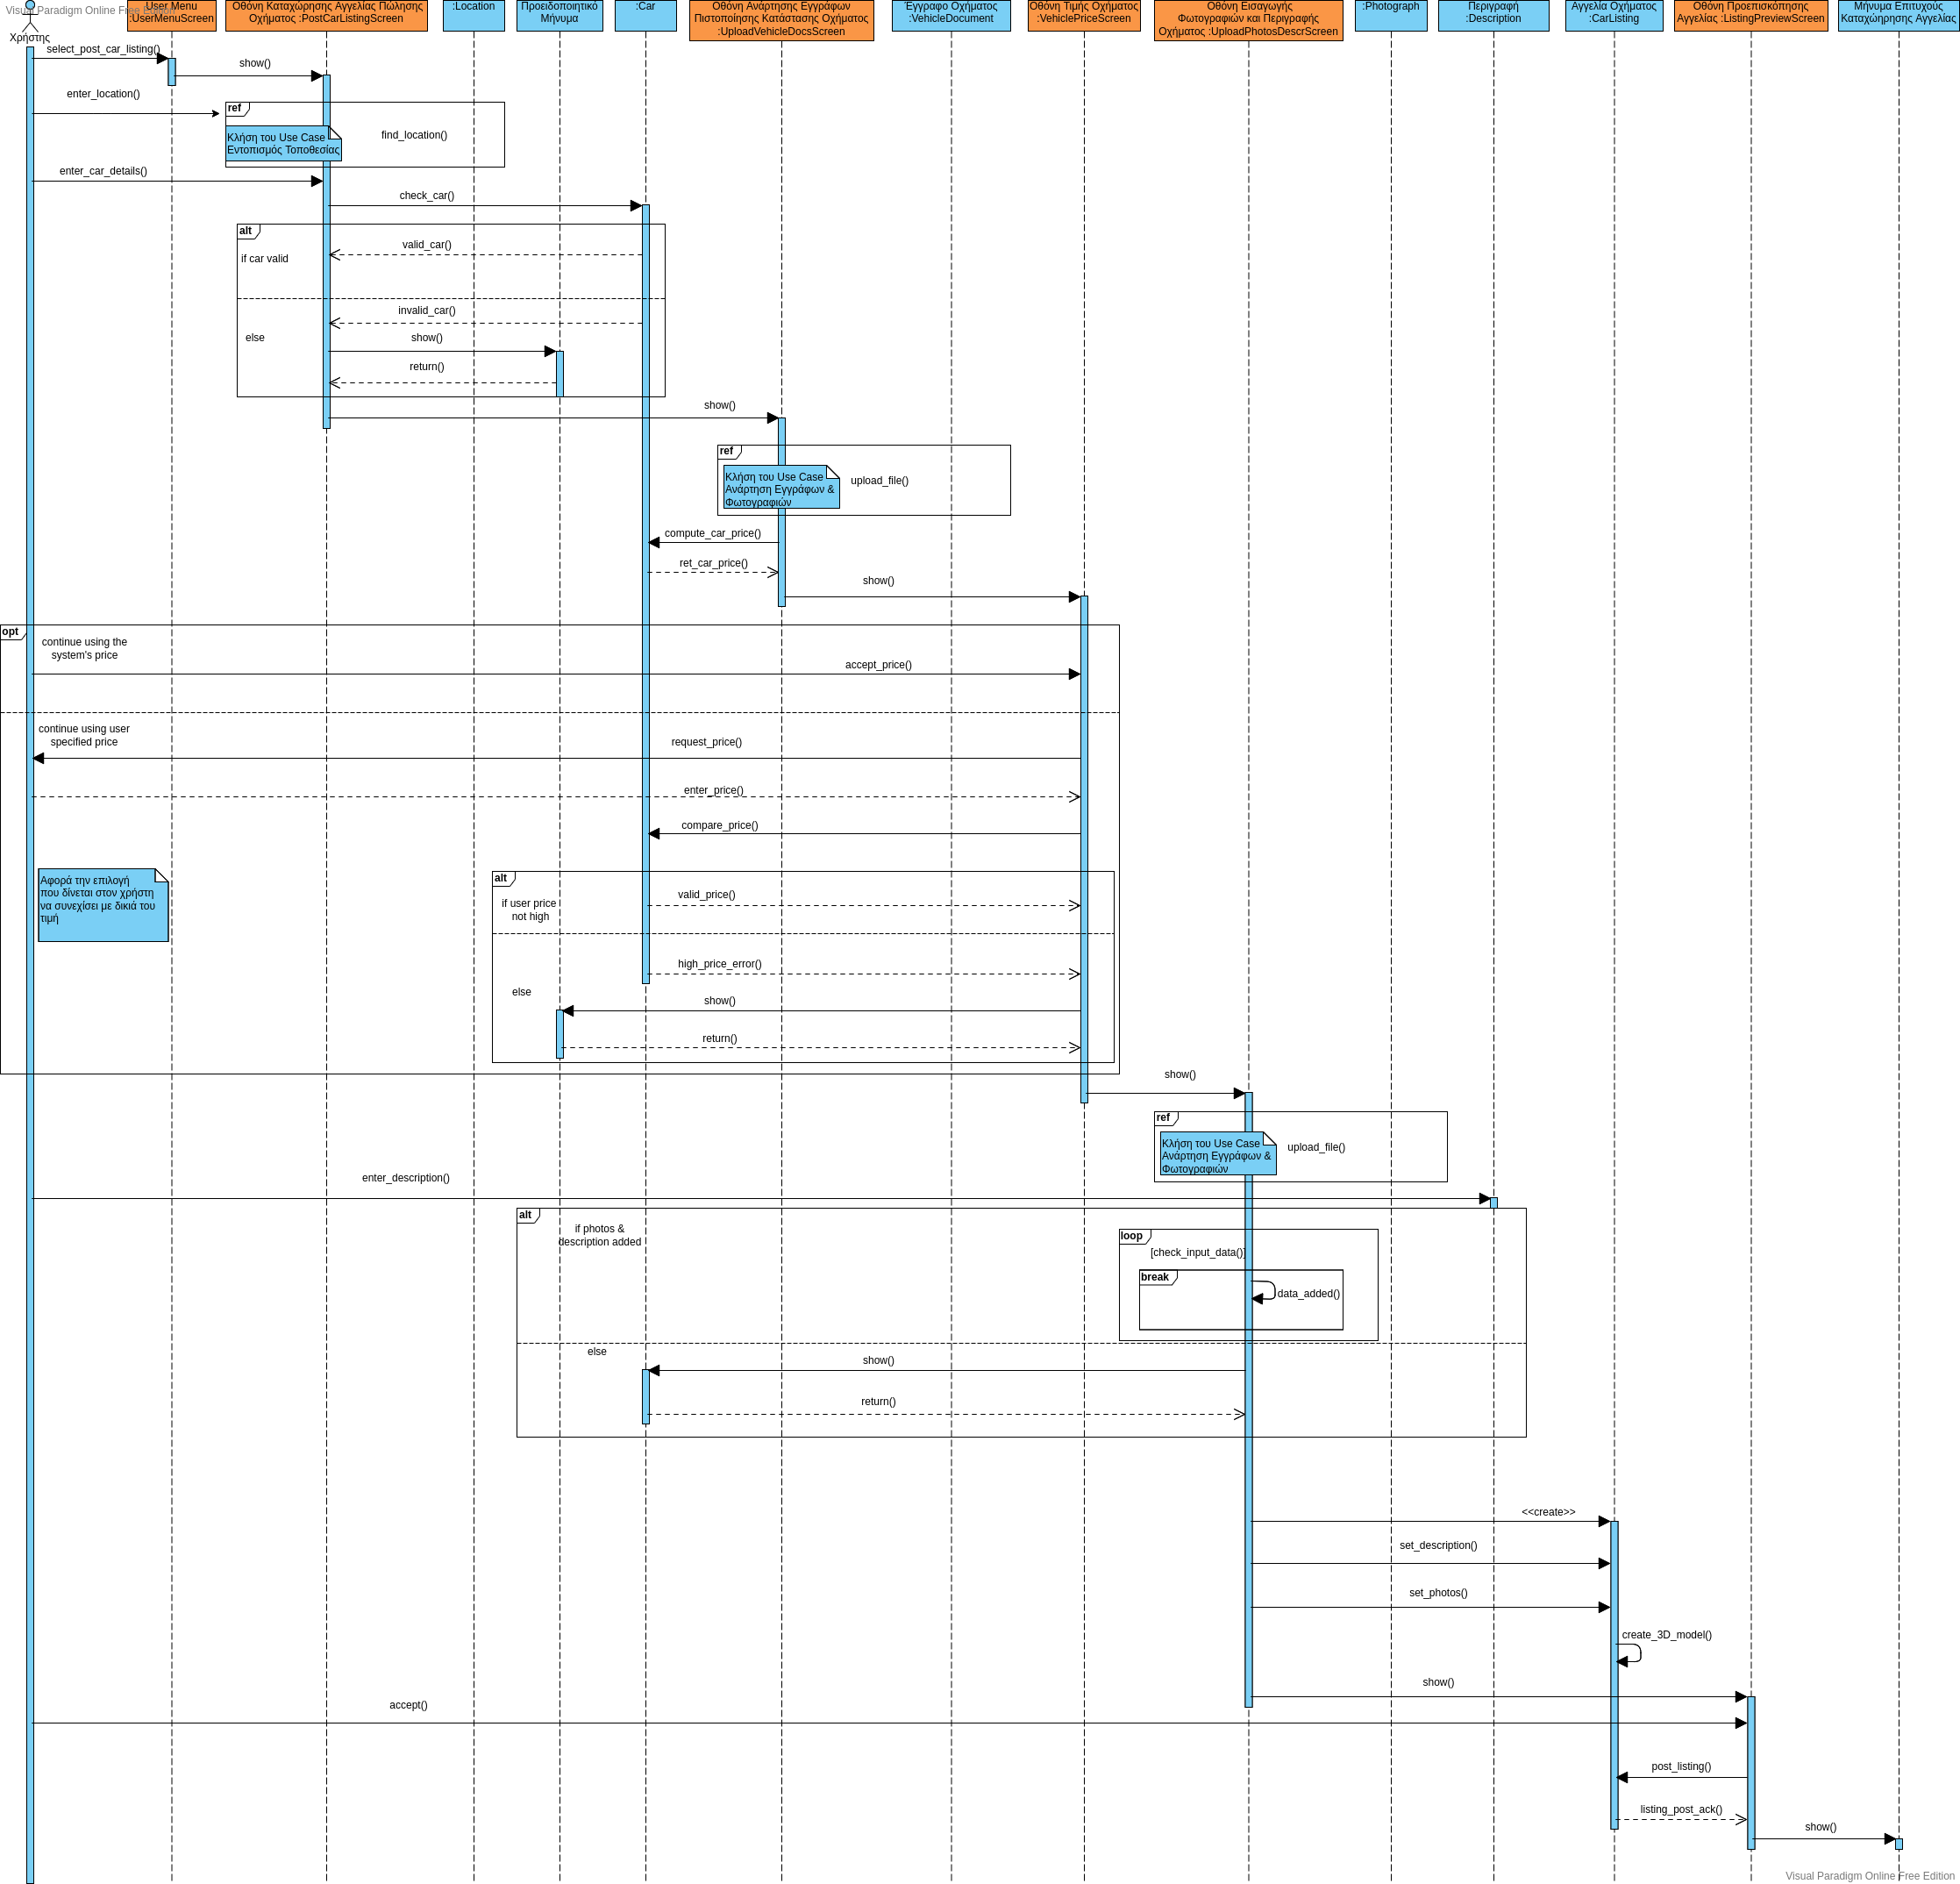 Visual Paradigm Online Free Edition
Χρήστης
User Menu
:UserMenuScreen
Οθόνη Καταχώρησης Αγγελίας Πώλησης
Οχήματος :PostCarListingScreen
:Location
Προειδοποιητικό
Μήνυμα
:Car
Οθόνη Ανάρτησης Εγγράφων
Πιστοποίησης Κατάστασης Οχήματος
:UploadVehicleDocsScreen
Έγγραφο Οχήματος
:VehicleDocument
Οθόνη Τιμής Οχήματος
:VehiclePriceScreen
Οθόνη Εισαγωγής
Φωτογραφιών και Περιγραφής
Οχήματος :UploadPhotosDescrScreen
:Photograph
Περιγραφή
:Description
Αγγελία Οχήματος
:CarListing
Οθόνη Προεπισκόπησης
Αγγελίας :ListingPreviewScreen
Μήνυμα Επιτυχούς
Καταχώηρησης Αγγελίας
select_post_car_listing()
show()
enter_location()
ref
Κλήση του Use Case
Εντοπισμός Τοποθεσίας
find_location()
enter_car_details()
check_car()
alt
if car valid
valid_car()
invalid_car()
else
show()
return()
show()
ref
Κλήση του Use Case
Ανάρτηση Εγγράφων &
Φωτογραφιών
upload_file()
compute_car_price()
ret_car_price()
show()
opt
continue using the
system's price
accept_price()
continue using user
specified price
request_price()
enter_price()
compare_price()
Αφορά την επιλογή
που δίνεται στον χρήστη
να συνεχίσει με δικιά του
τιμή
alt
if user price
not high
valid_price()
high_price_error()
else
show()
return()
show()
ref
Κλήση του Use Case
Ανάρτηση Εγγράφων &
Φωτογραφιών
upload_file()
enter_description()
alt
if photos &
description added
loop
[check_input_data()]
break
data_added()
else
show()
return()
<<create>>
set_description()
set_photos()
create_3D_model()
show()
accept()
post_listing()
listing_post_ack()
show()
Visual Paradigm Online Free Edition